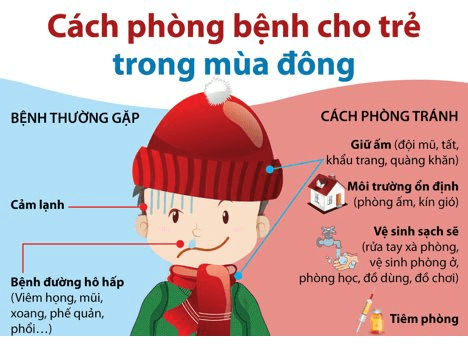 Cách phòng bệnh cho trẻ
trong mùa đông
BỆNH THƯỜNG GẶP
Cảm lạnh
Bệnh đường hô hấp
(Viêm họng, mũi,
xoang, phế quản,
phổi...)
CÁCH PHÒNG TRÁNH
Giữ ấm (đội mũ, tất,
khẩu trang, quàng khăn)
Môi trường ổn định
(phòng ấm, kín gió)
Vệ sinh sạch sẽ
(rửa tay xà phòng,
vệ sinh phòng ở,
phòng học, đồ dùng, đồ chơi)
Tiêm phòng